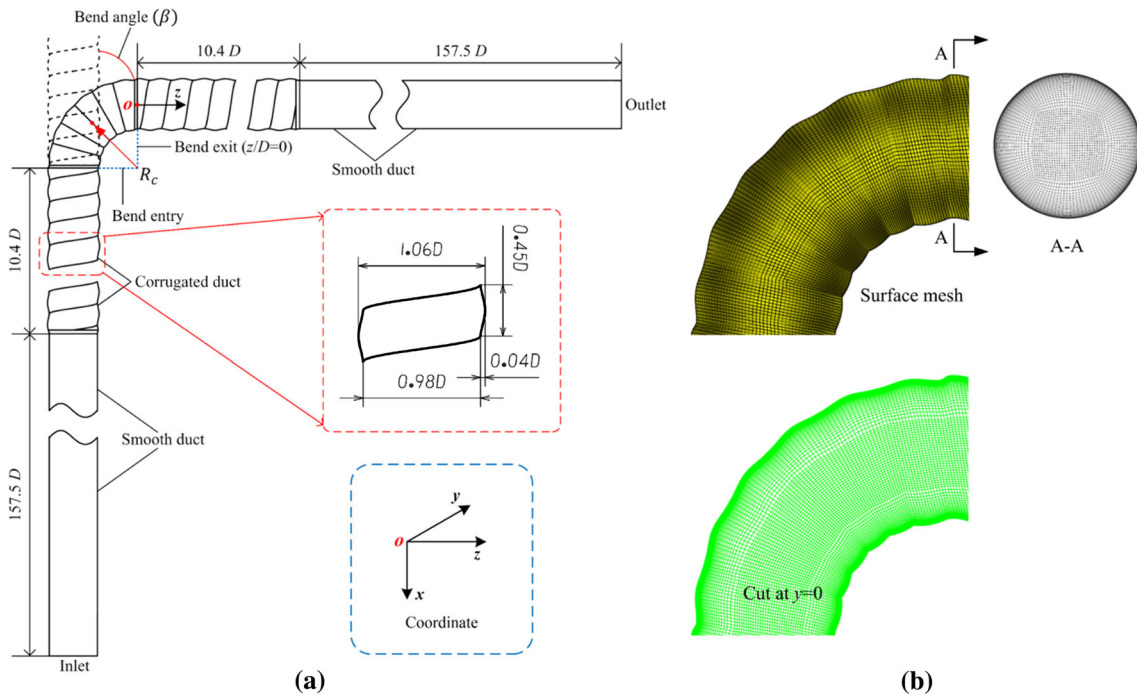 Bend angle (β)
10.4 D
157.5 D
o
z
Outlet
Bend exit (z/D=0)
Smooth duct
R_c
Bend entry
10.4 D
Corrugated duct
1.06D
0.45D
0.04D
0.98D
Smooth duct
157.5 D
y
o
z
x
Coordinate
Inlet
(a)
A
A
A-A
Surface mesh
Cut at y=0
(b)